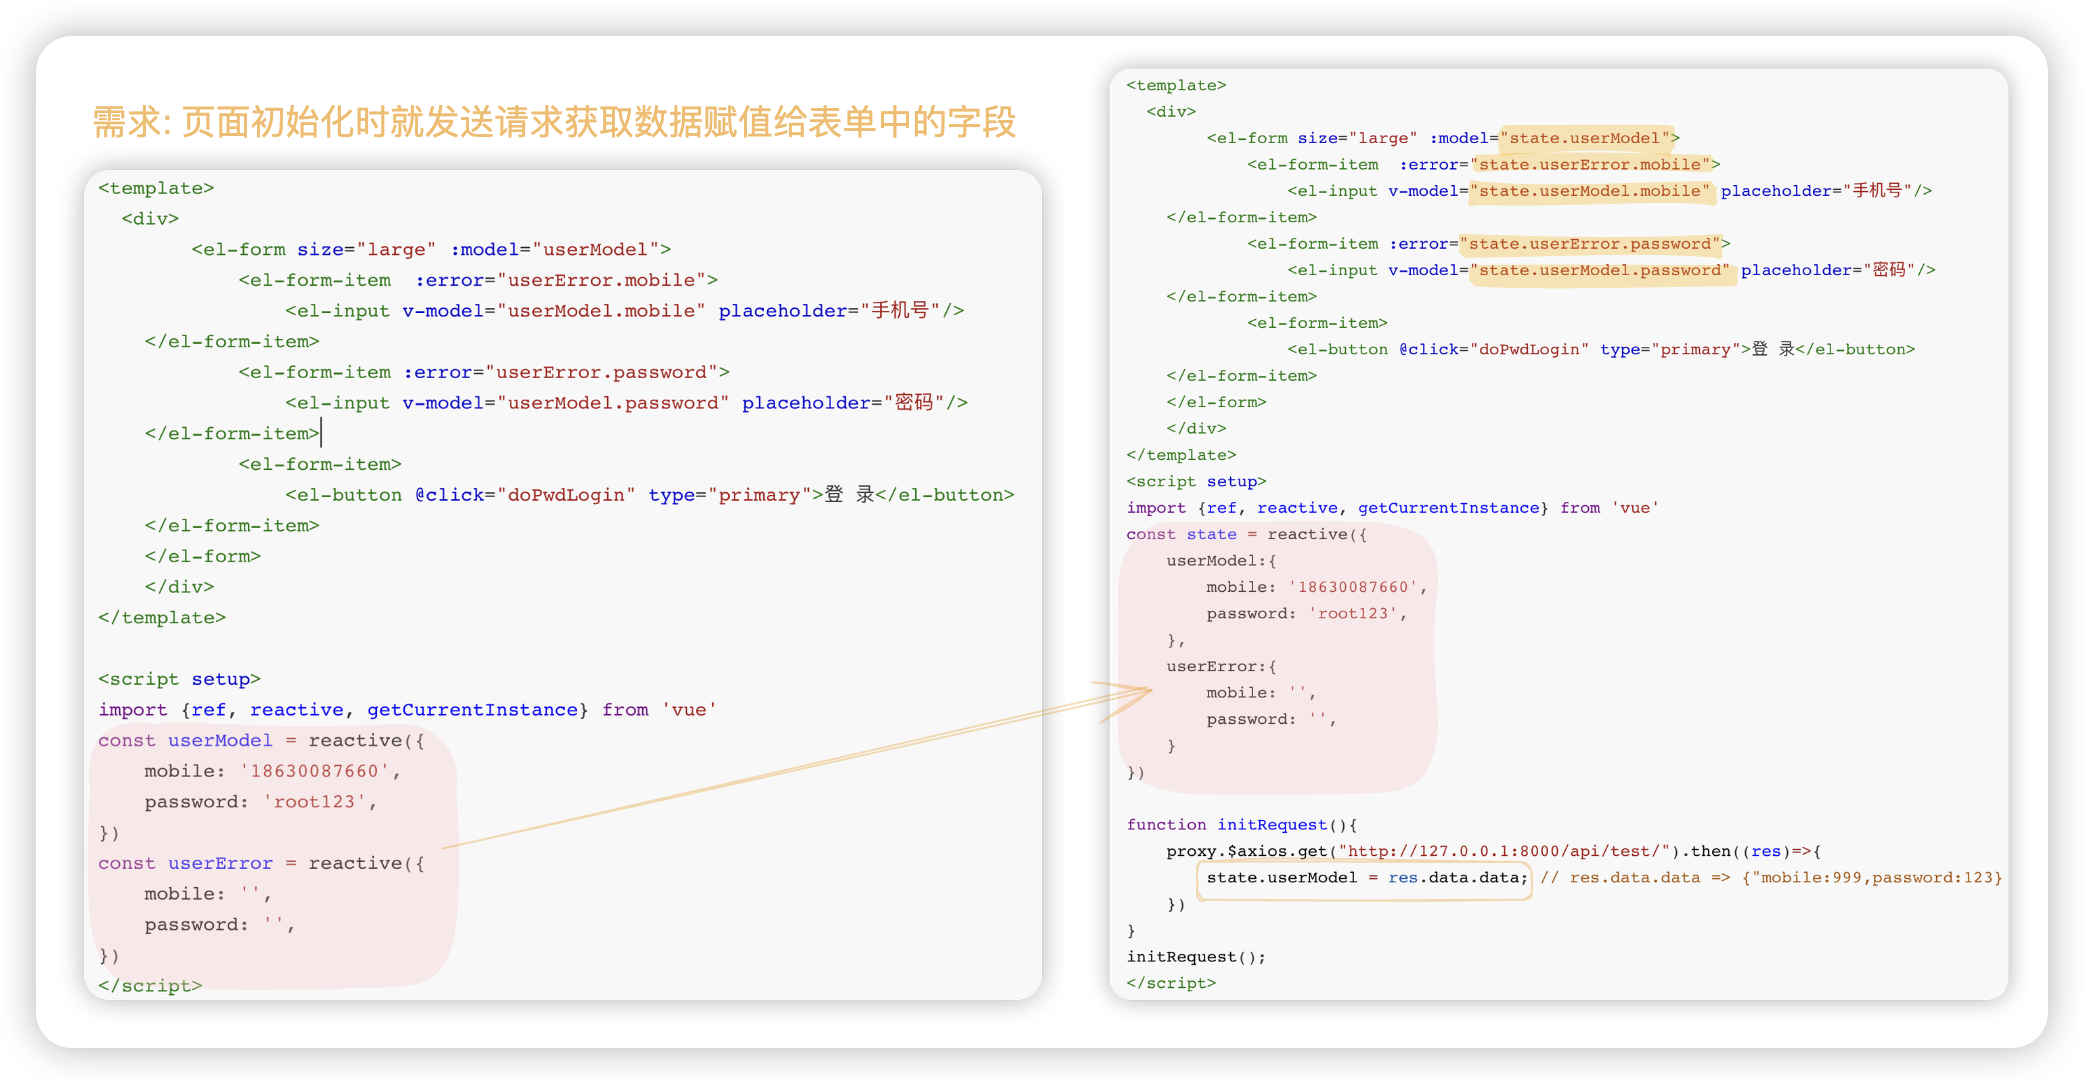 需求: 页面初始化时就发送请求获取数据赋值给表单中的字段
<template>
<div>
<el-form size="large" :model="userModel">
<el-form-item  :error="userError.mobile">
<el-input v-model="userModel.mobile" placeholder="手机号"/>
</el-form-item>
<el-form-item :error="userError.password">
<el-input v-model="userModel.password" placeholder="密码"/>
</el-form-item>
<el-form-item>
<el-button @click="doPwdLogin" type="primary">登 录</el-button>
</el-form-item>
</el-form>
</div>
</template>
<script setup>
import {ref, reactive, getCurrentInstance} from 'vue'
const userModel = reactive({
mobile: '18630087660',
password: 'root123',
})
const userError = reactive({
mobile: '',
password: '',
})
</script>
<template>
<div>
<el-form size="large" :model="state.userModel">
<el-form-item  :error="state.userError.mobile">
<el-input v-model="state.userModel.mobile" placeholder="手机号"/>
</el-form-item>
<el-form-item :error="state.userError.password">
<el-input v-model="state.userModel.password" placeholder="密码"/>
</el-form-item>
<el-form-item>
<el-button @click="doPwdLogin" type="primary">登 录</el-button>
</el-form-item>
</el-form>
</div>
</template>
<script setup>
import {ref, reactive, getCurrentInstance} from 'vue'
const state = reactive({
userModel:{
mobile: '18630087660',
password: 'root123',
},
userError:{
mobile: '',
password: '',
}
})
function initRequest(){
proxy.$axios.get("http://127.0.0.1:8000/api/test/").then((res)=>{
state.userModel = res.data.data; // res.data.data => {"mobile:999,password:123}
})
}
initRequest();
</script>